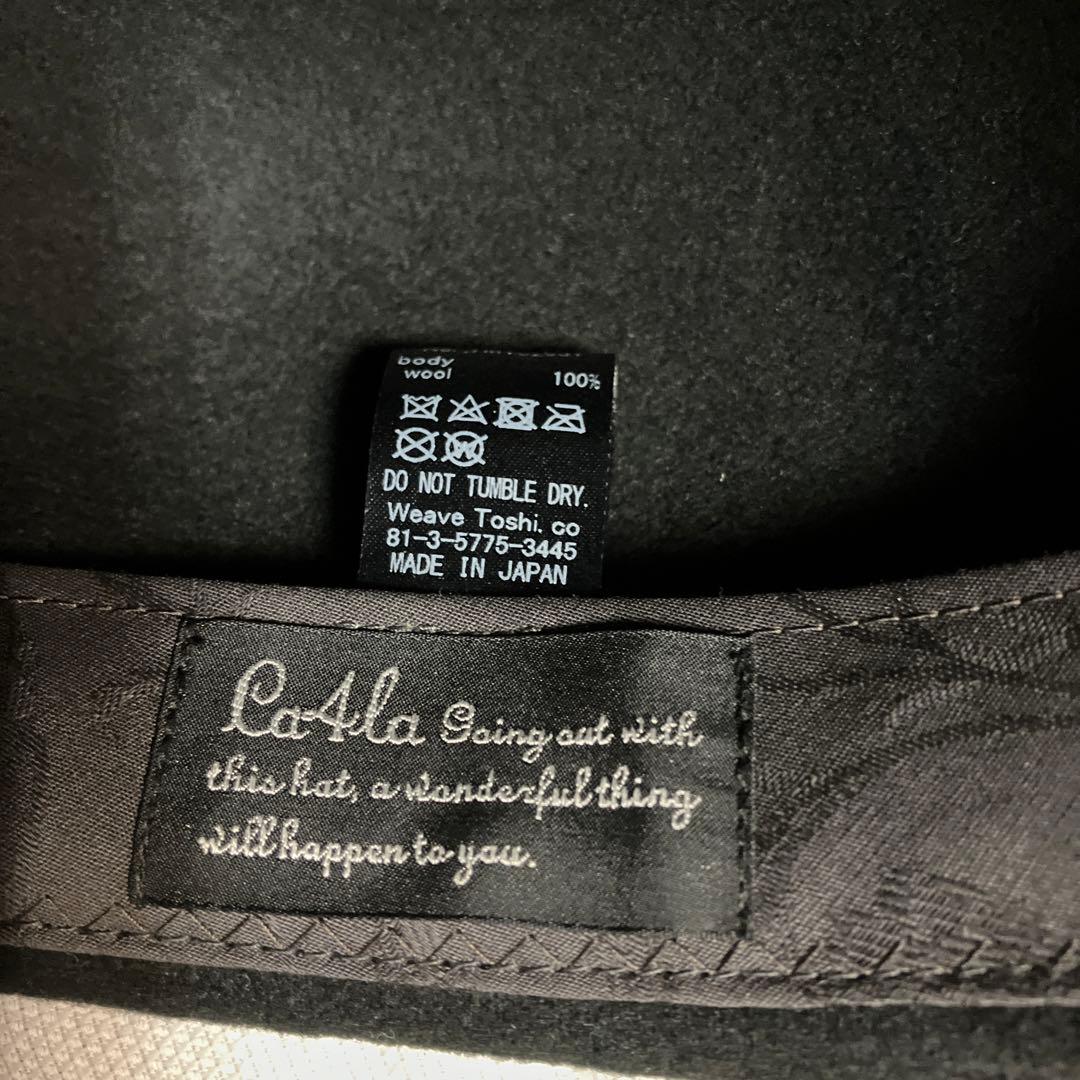 body
wool 100%
W
DO NOT TUMBLE DRY.
Weave Toshi. co
81-3-5775-3445
MADE IN JAPAN
Ca4la Going out with
this hat, a wonderful thing
will happen to you.